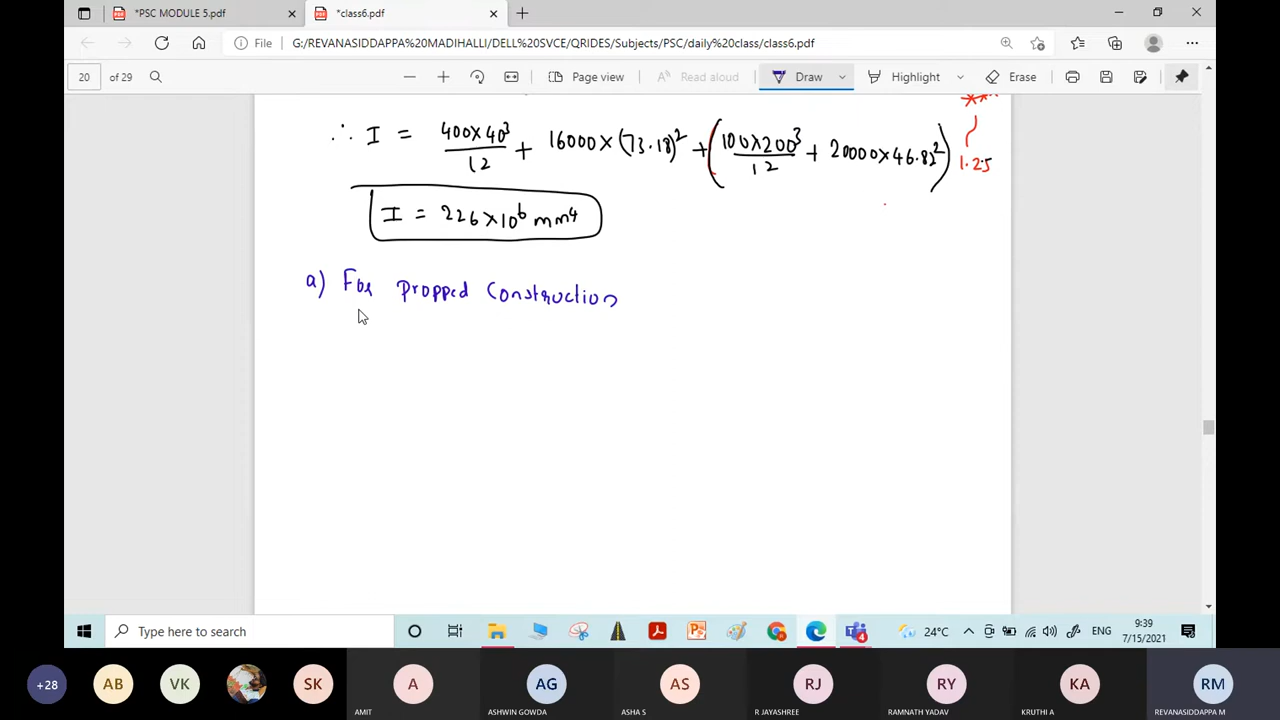 *PSC MODULE 5.pdf
*class6.pdf
File
G:/REVANASIDDAPPA%20MADIHALLI/DELL%20SVCE/QRIDES/Subjects/PSC/daily%20class/class6.pdf
20 of 29
Page view
Read aloud
Draw
Highlight
Erase
∴ I = 400×40³/12 + 16000×(73.18)² + (100×200³/12 + 20000×46.82²)
1.25
I = 226×10⁶ mm⁴
a) For propped Construction
Type here to search
24°C
ENG
9:39
7/15/2021
+28
AB
VK
SK
A
AMIT
AG
ASHWIN GOWDA
AS
ASHA S
RJ
R JAYASHREE
RY
RAMNATH YADAV
KA
KRUTHI A
RM
REVANASIDDAPPA M